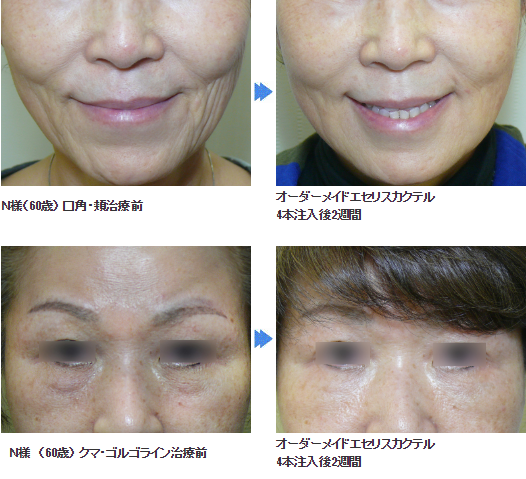 N様（60歳） 口角・頬治療前
オーダーメイドエセリスカクテル
4本注入後2週間
N様 （60歳） クマ・ゴルゴライン治療前
オーダーメイドエセリスカクテル
4本注入後2週間